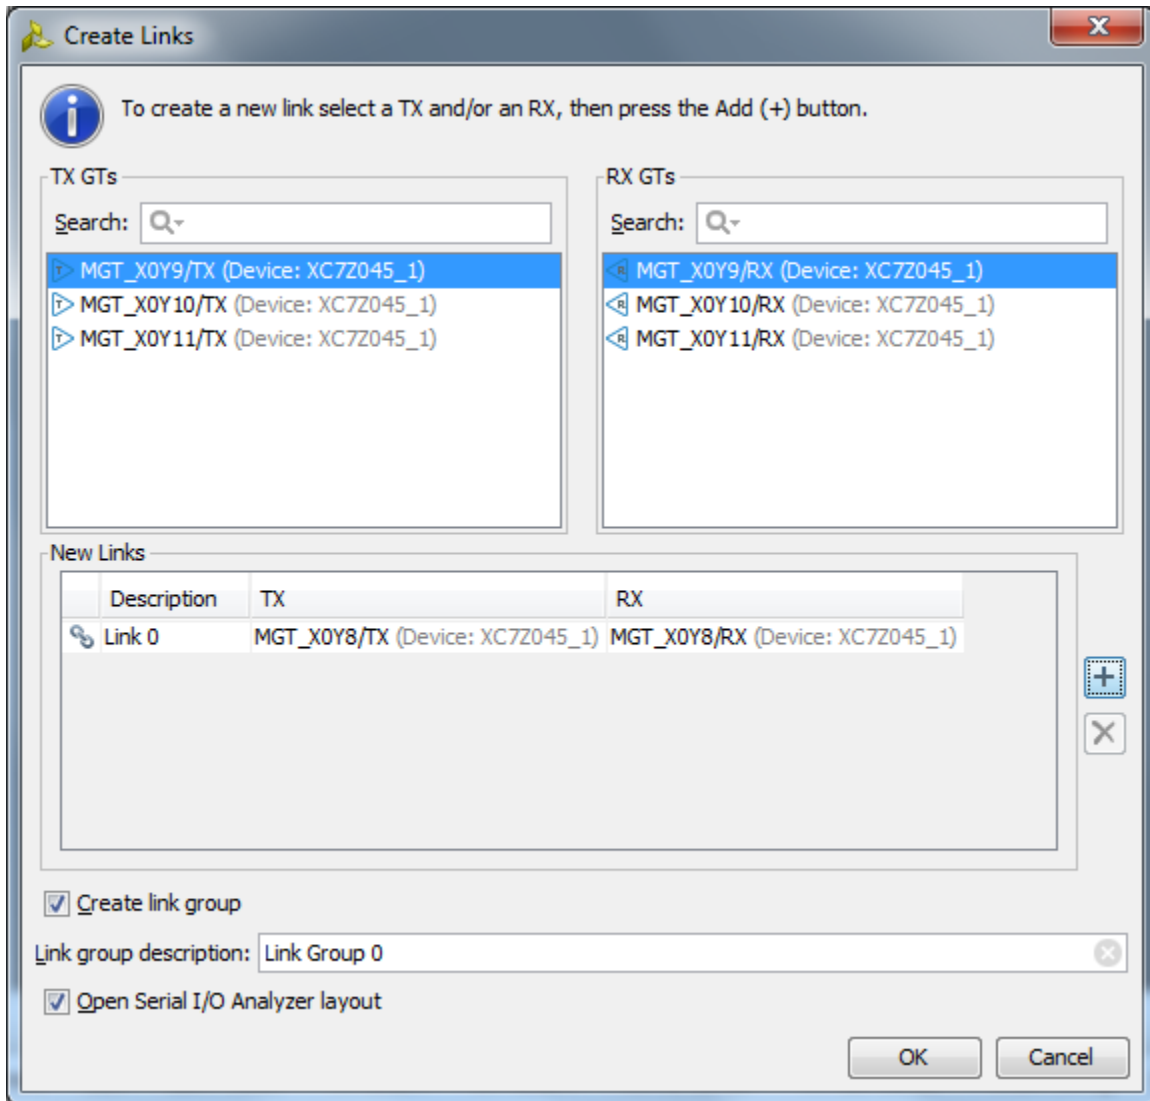 Create Links
To create a new link select a TX and/or an RX, then press the Add (+) button.
TX GTs
Search:
MGT_X0Y9/TX (Device: XC7Z045_1)
MGT_X0Y10/TX (Device: XC7Z045_1)
MGT_X0Y11/TX (Device: XC7Z045_1)
RX GTs
Search:
MGT_X0Y9/RX (Device: XC7Z045_1)
MGT_X0Y10/RX (Device: XC7Z045_1)
MGT_X0Y11/RX (Device: XC7Z045_1)
New Links
Description TX RX
Link 0 MGT_X0Y8/TX (Device: XC7Z045_1) MGT_X0Y8/RX (Device: XC7Z045_1)
Create link group
Link group description: Link Group 0
Open Serial I/O Analyzer layout
OK Cancel